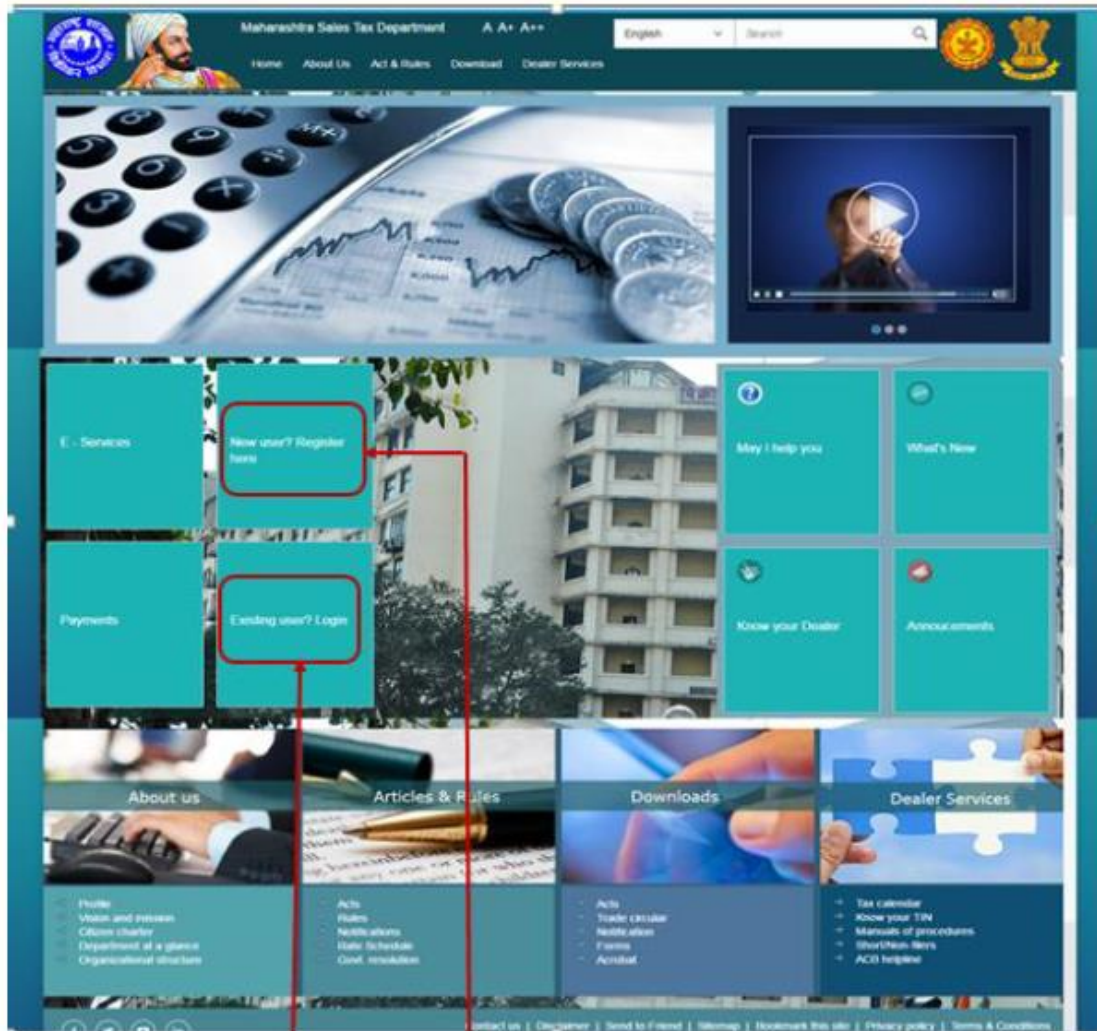 Maharashtra Sales Tax Department A A+ A++
English
Search
Home About Us Act & Rules Download Dealer Services
E - Services
New user? Register
here
May I help you
What's New
Payments
Existing user? Login
Know your Dealer
Annoucements
About us
Articles & Rules
Downloads
Dealer Services
Profile
Vision and mission
Citizen charter
Department at a glance
Organizational structure
Acts
Rules
Notifications
Rate Schedule
Govt. resolution
Acts
Trade circular
Notification
Forms
Acrobat
Tax calendar
Know your TIN
Manuals of procedures
Short/Non-filers
ACB helpline
Contact us | Disclaimer | Send to Friend | Sitemap | Bookmark this site | Privacy policy | Terms & Conditions